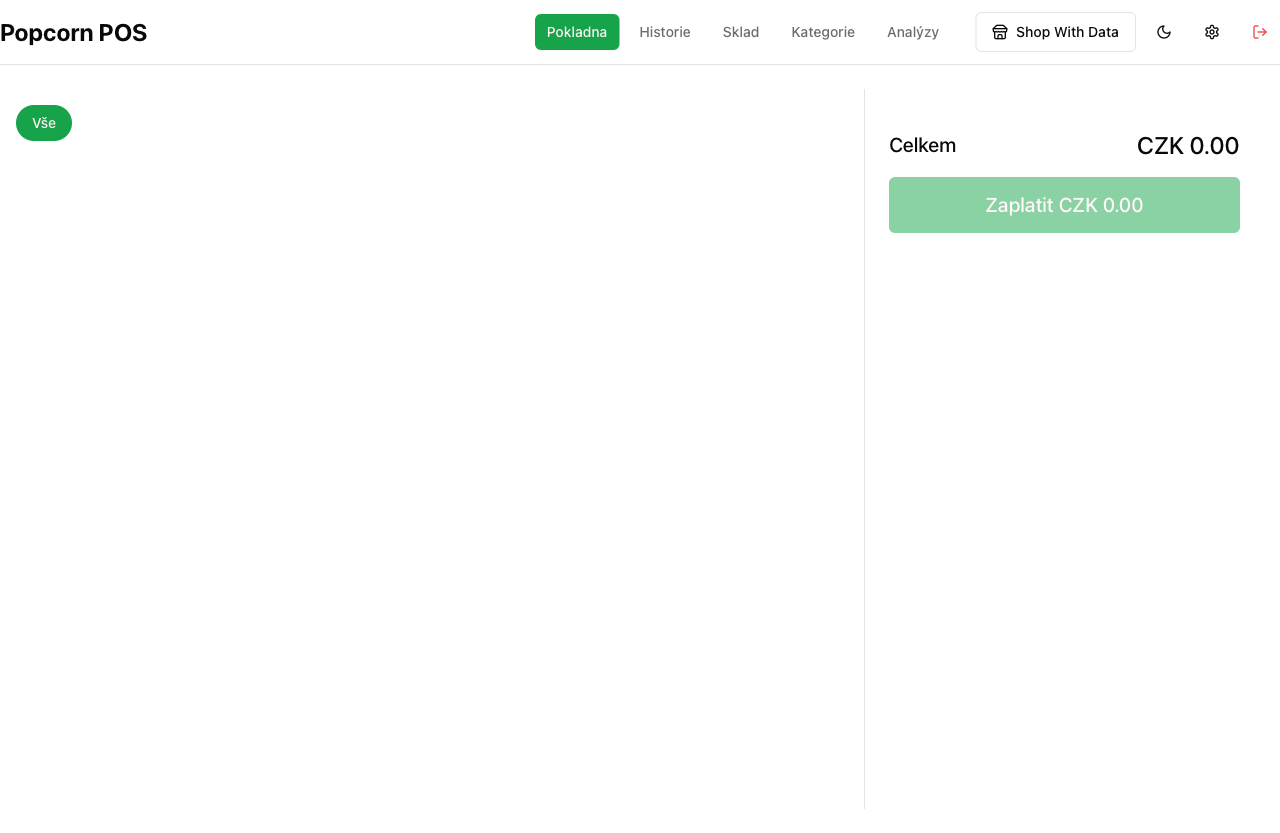 Popcorn POS
Pokladna
Historie
Sklad
Kategorie
Analýzy
Shop With Data
Vše
Celkem
CZK 0.00
Zaplatit CZK 0.00